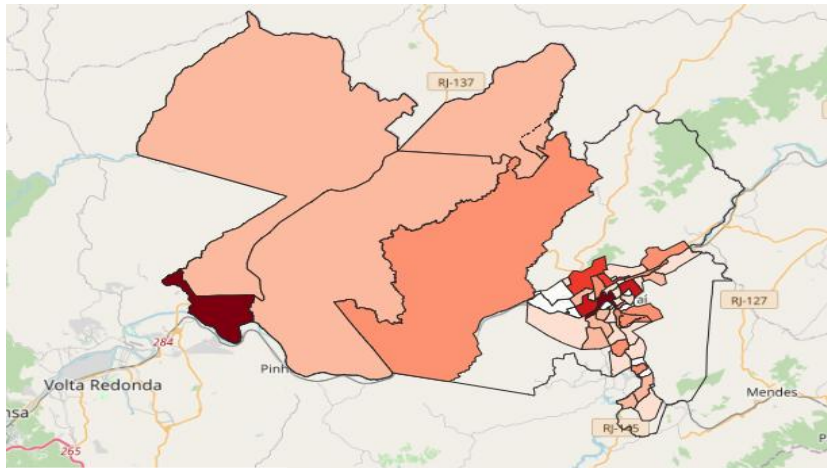 RJ-137
RJ-127
284
Pinh
Volta Redonda
Mendes
nsa
RJ-145
265
P